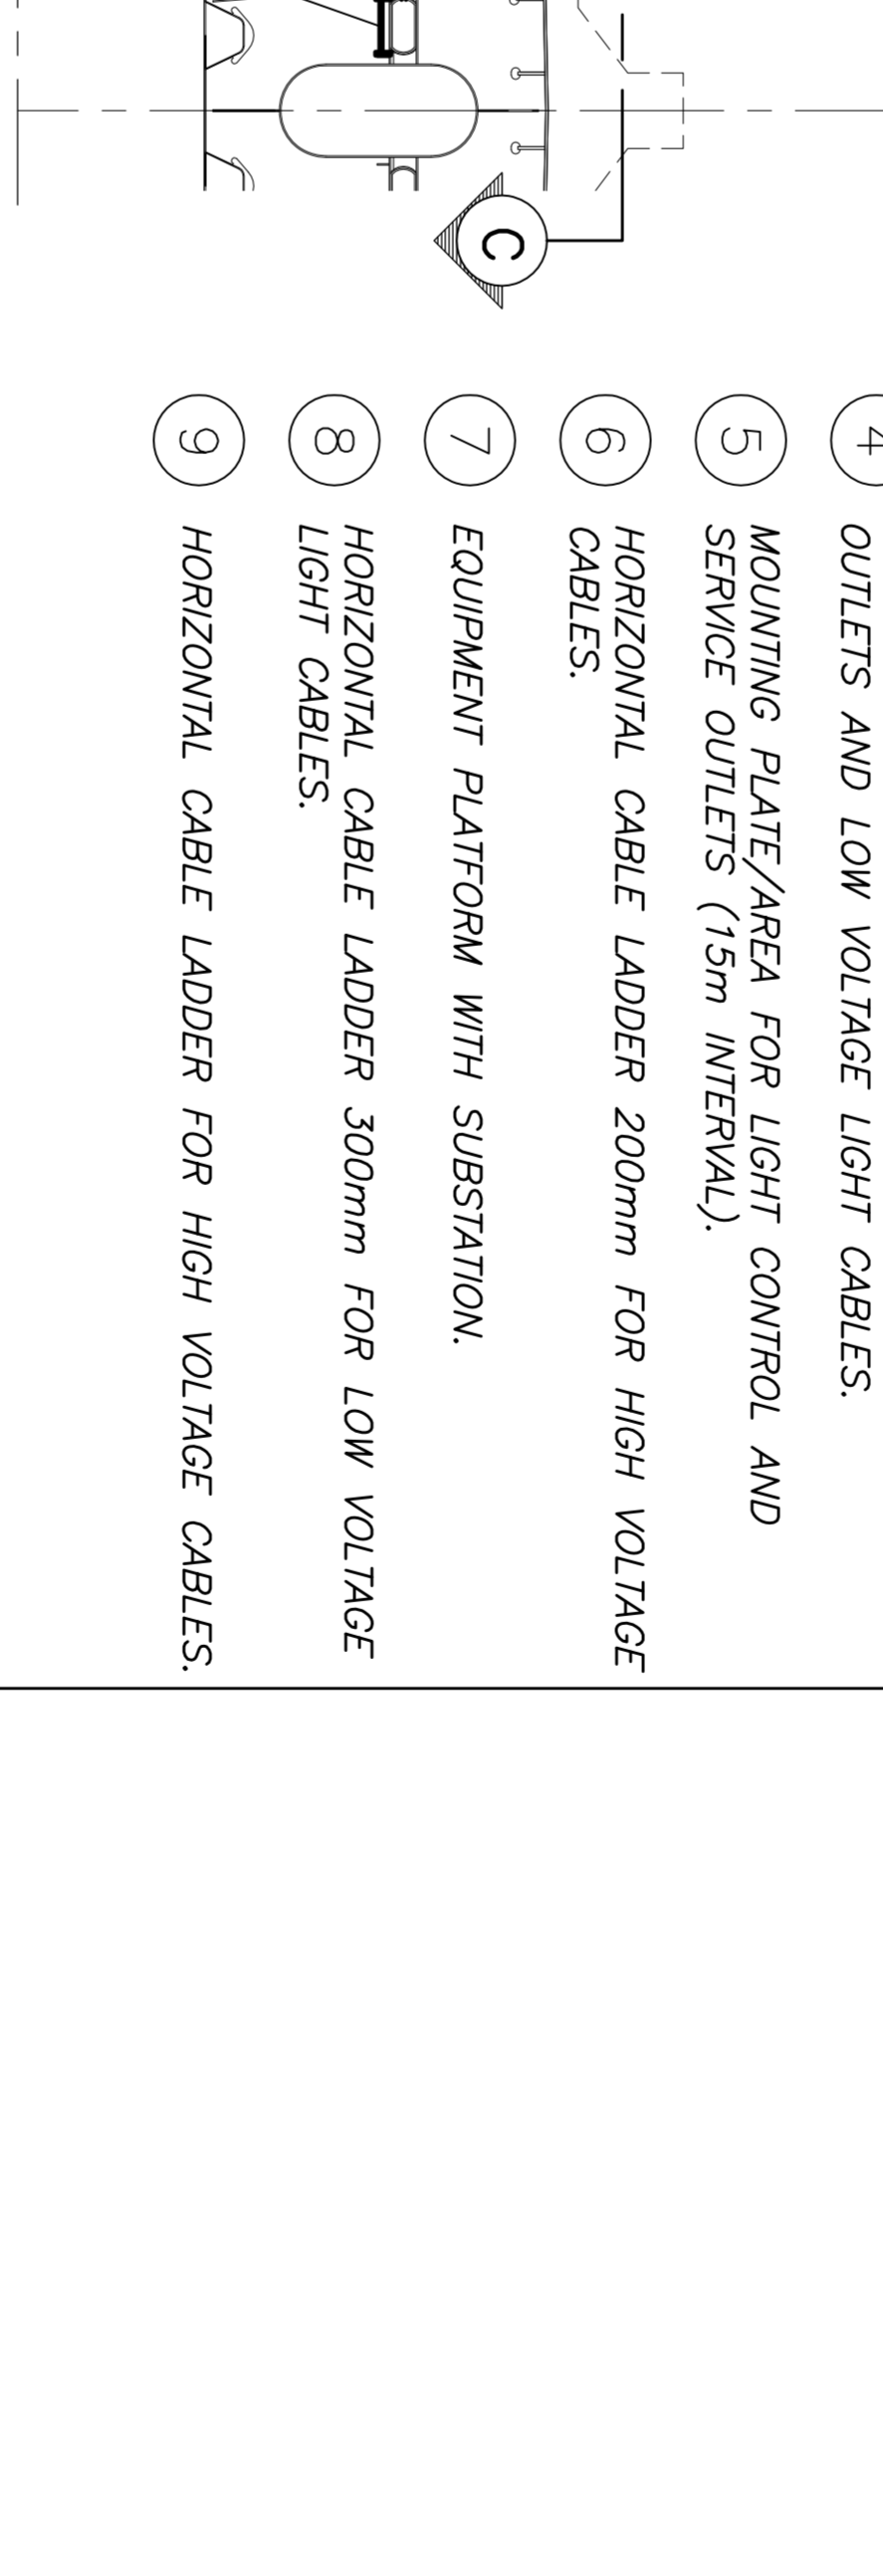 C
4 OUTLETS AND LOW VOLTAGE LIGHT CABLES.
5 MOUNTING PLATE/AREA FOR LIGHT CONTROL AND
SERVICE OUTLETS (15m INTERVAL).
6 HORIZONTAL CABLE LADDER 200mm FOR HIGH VOLTAGE
CABLES.
7 EQUIPMENT PLATFORM WITH SUBSTATION.
8 HORIZONTAL CABLE LADDER 300mm FOR LOW VOLTAGE
LIGHT CABLES.
9 HORIZONTAL CABLE LADDER FOR HIGH VOLTAGE CABLES.